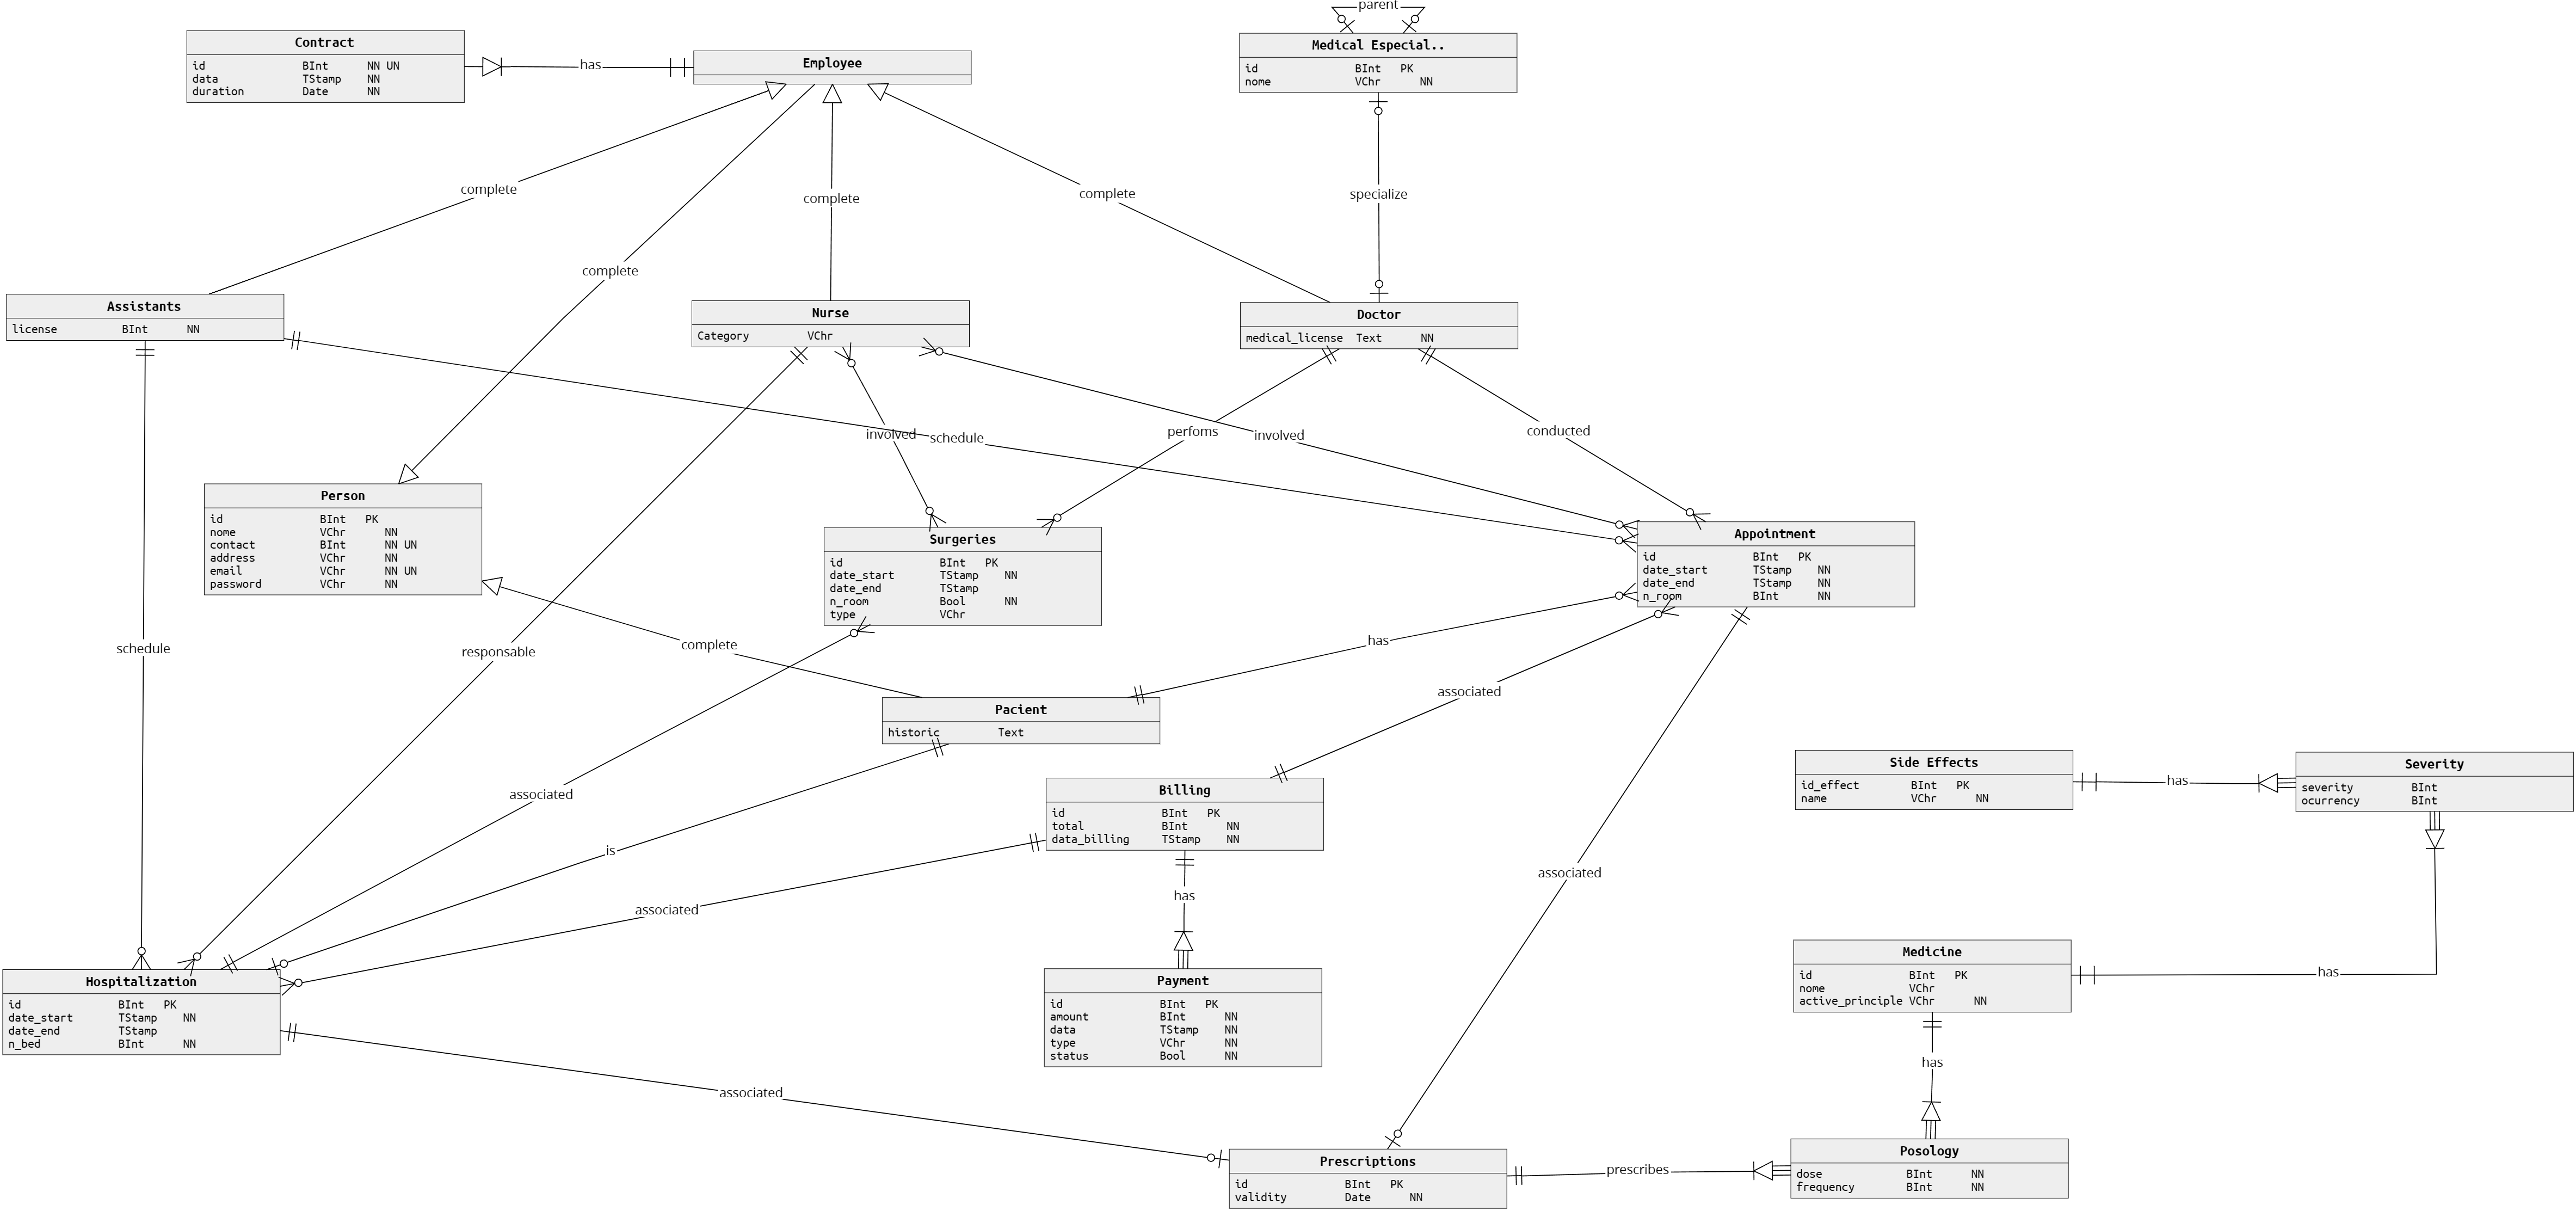 parent
Contract
id BInt NN UN
data TStamp NN
duration Date NN
has
Employee
Medical Especial..
id BInt PK
nome VChr NN
complete
complete
complete
specialize
complete
Assistants
license BInt NN
Nurse
Category VChr
Doctor
medical_license Text NN
involved
schedule
perfoms
involved
conducted
Person
id BInt PK
nome VChr NN
contact BInt NN UN
address VChr NN
email VChr NN UN
password VChr NN
Surgeries
id BInt PK
date_start TStamp NN
date_end TStamp
n_room Bool NN
type VChr
Appointment
id BInt PK
date_start TStamp NN
date_end TStamp NN
n_room BInt NN
schedule
responsable
complete
has
associated
Pacient
historic Text
associated
is
associated
Billing
id BInt PK
total BInt NN
data_billing TStamp NN
has
associated
Side Effects
id_effect BInt PK
name VChr NN
has
Severity
severity BInt
ocurrency BInt
Hospitalization
id BInt PK
date_start TStamp NN
date_end TStamp
n_bed BInt NN
Payment
id BInt PK
amount BInt NN
data TStamp NN
type VChr NN
status Bool NN
Medicine
id BInt PK
nome VChr
active_principle VChr NN
has
has
associated
Prescriptions
id BInt PK
validity Date NN
prescribes
Posology
dose BInt NN
frequency BInt NN